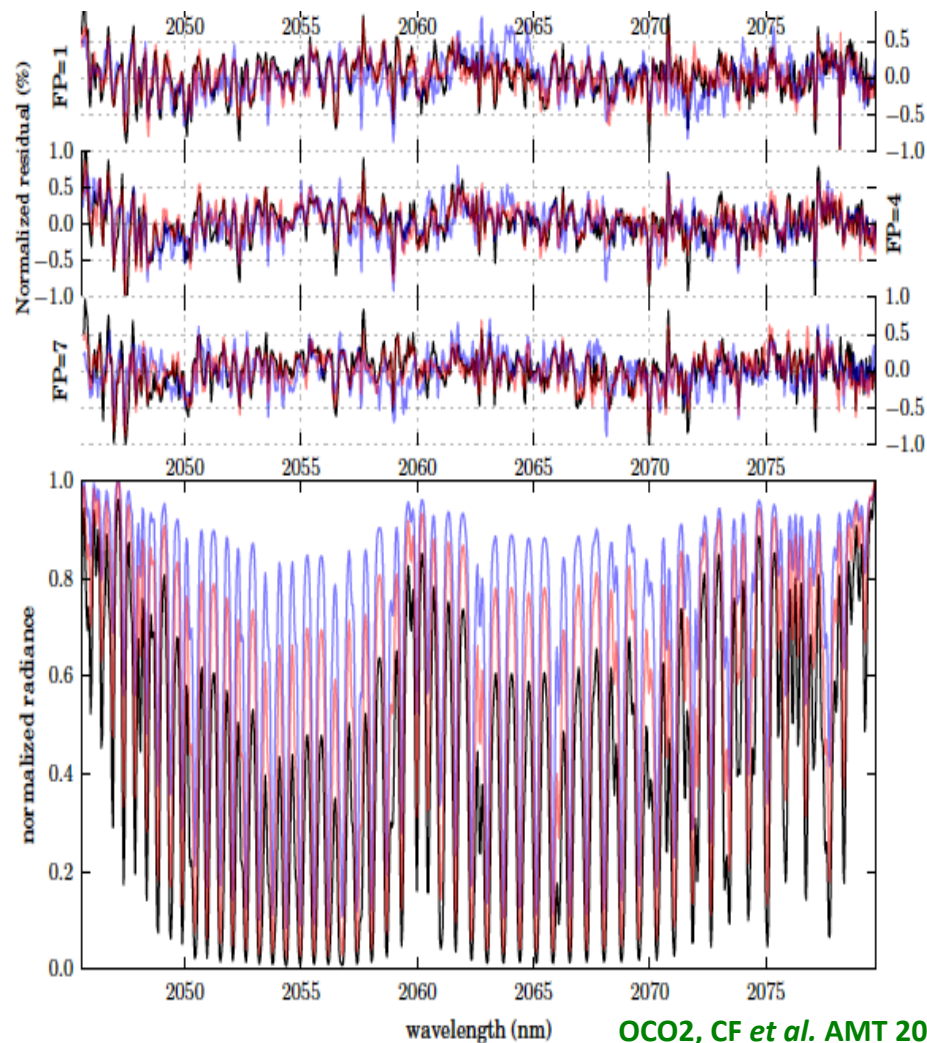 2050 2055 2060 2065 2070 2075
Normalized residual (%)
FP=1
0.5
0.0
−0.5
−1.0
1.0
0.5
0.0
−0.5
−1.0
FP=4
FP=7
1.0
0.5
0.0
−0.5
−1.0
2050 2055 2060 2065 2070 2075
normalized radiance
1.0
0.8
0.6
0.4
0.2
0.0
2050 2055 2060 2065 2070 2075
wavelength (nm)
OCO2, CF et al. AMT 20